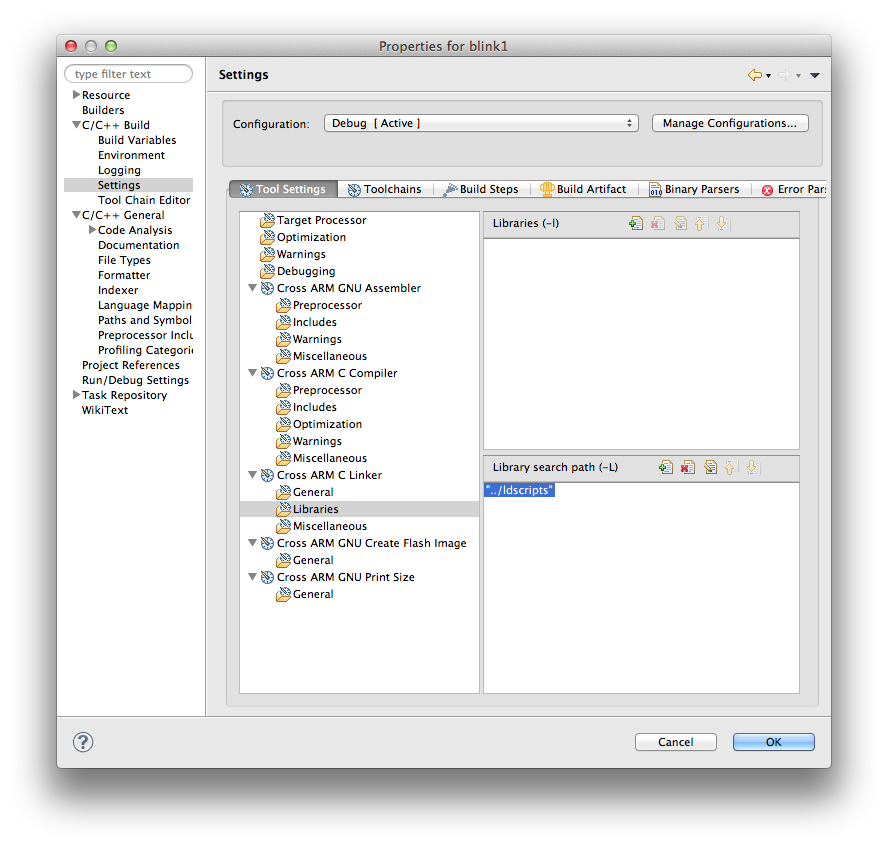 Properties for blink1
type filter text
Resource
Builders
C/C++ Build
Build Variables
Environment
Logging
Settings
Tool Chain Editor
C/C++ General
Code Analysis
Documentation
File Types
Formatter
Indexer
Language Mappin
Paths and Symbol
Preprocessor Inclu
Profiling Categorie
Project References
Run/Debug Settings
Task Repository
WikiText
Settings
Configuration:
Debug [ Active ]
Manage Configurations...
Tool Settings
Toolchains
Build Steps
Build Artifact
Binary Parsers
Error Pars
Target Processor
Optimization
Warnings
Debugging
Cross ARM GNU Assembler
Preprocessor
Includes
Warnings
Miscellaneous
Cross ARM C Compiler
Preprocessor
Includes
Optimization
Warnings
Miscellaneous
Cross ARM C Linker
General
Libraries
Miscellaneous
Cross ARM GNU Create Flash Image
General
Cross ARM GNU Print Size
General
Libraries (-l)
Library search path (-L)
"../ldscripts"
?
Cancel
OK